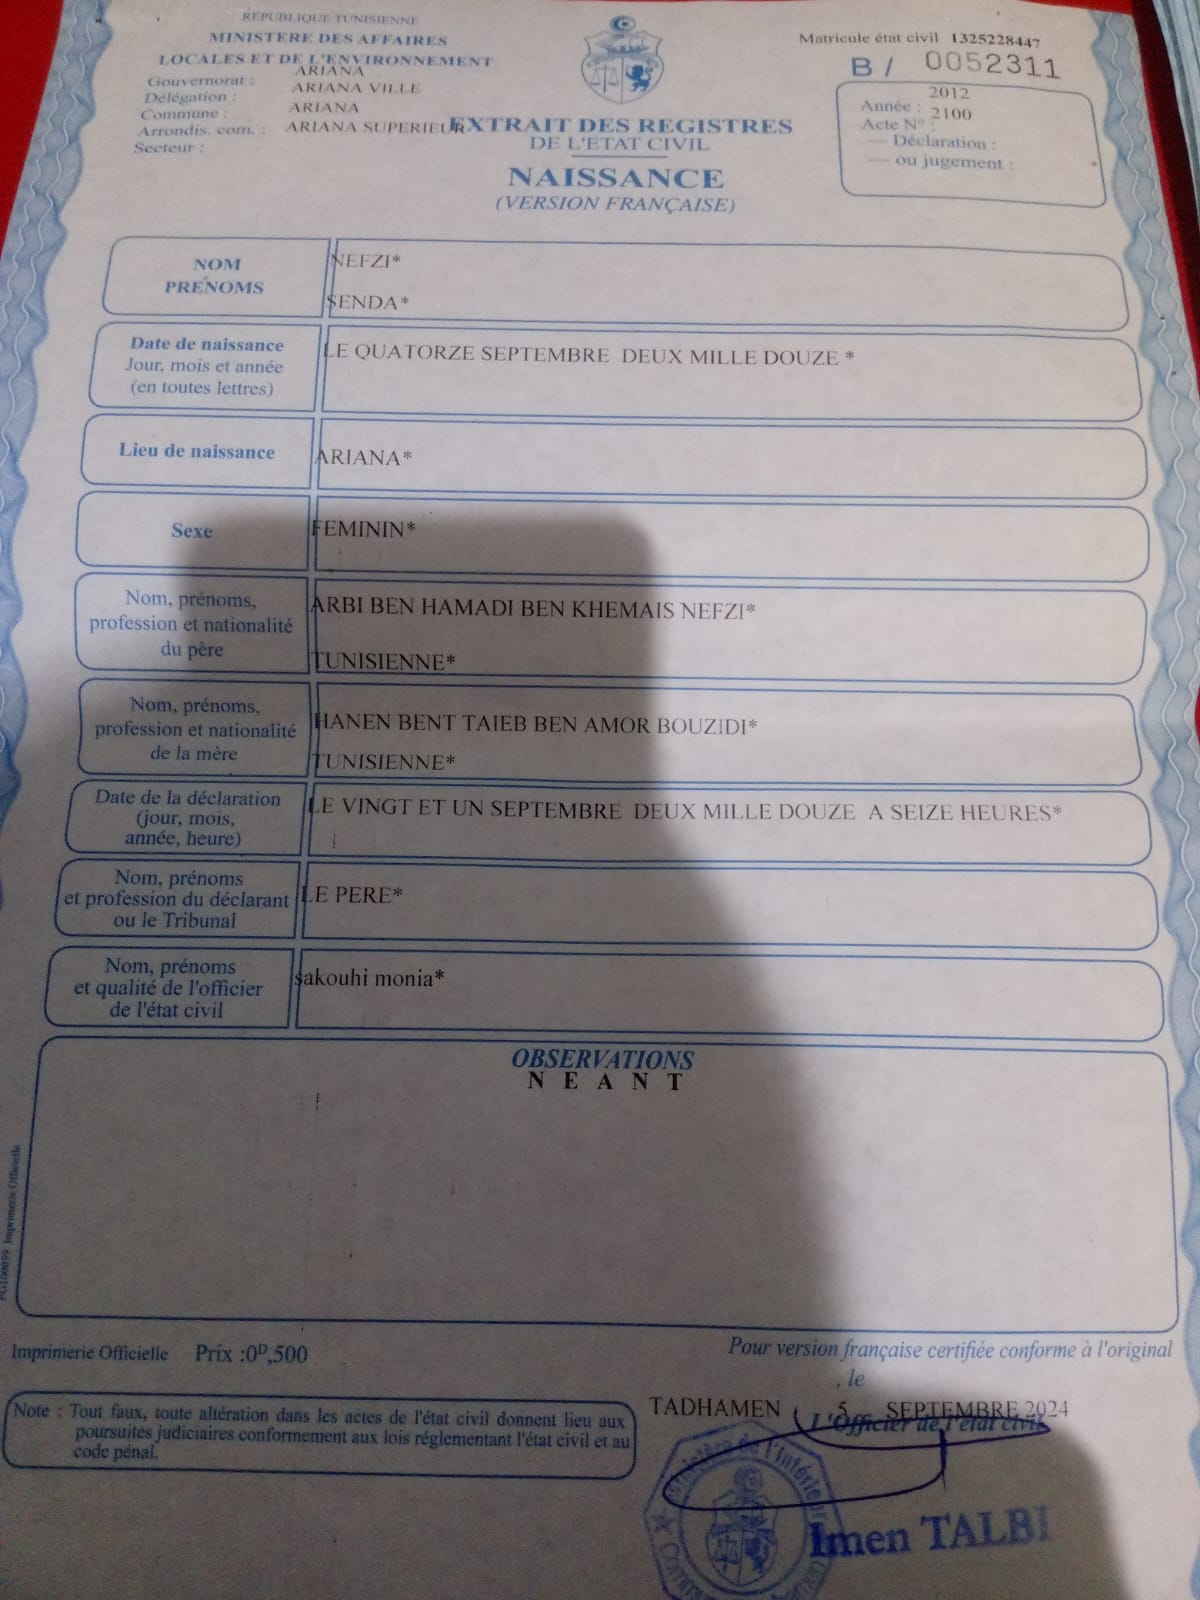 REPUBLIQUE TUNISIENNE
MINISTERE DES AFFAIRES
LOCALES ET DE L'ENVIRONNEMENT
Gouvernorat : ARIANA
Délégation : ARIANA VILLE
Commune : ARIANA
Arrondis. com. : ARIANA SUPERIEUR
Secteur :
Matricule état civil 1325228447
B / 0052311
Année : 2012
Acte N° : 2100
— Déclaration :
— ou jugement :
EXTRAIT DES REGISTRES
DE L'ETAT CIVIL
NAISSANCE
(VERSION FRANÇAISE)
NOM NEFZI*
PRENOMS SENDA*
Date de naissance LE QUATORZE SEPTEMBRE DEUX MILLE DOUZE *
Jour, mois et année
(en toutes lettres)
Lieu de naissance ARIANA*
Sexe FEMININ*
Nom, prénoms, ARBI BEN HAMADI BEN KHEMAIS NEFZI*
profession et nationalité
du père TUNISIENNE*
Nom, prénoms, HANEN BENT TAIEB BEN AMOR BOUZIDI*
profession et nationalité
de la mère TUNISIENNE*
Date de la déclaration LE VINGT ET UN SEPTEMBRE DEUX MILLE DOUZE A SEIZE HEURES*
(jour, mois,
année, heure)
Nom, prénoms
et profession du déclarant LE PERE*
ou le Tribunal
Nom, prénoms sakouhi monia*
et qualité de l'officier
de l'état civil
OBSERVATIONS
N E A N T
Imprimerie Officielle
Imprimerie Officielle Prix :0ᴰ,500
Pour version française certifiée conforme à l'original
, le
TADHAMEN 5 SEPTEMBRE 2024
L'Officier de l'état civil
Note : Tout faux, toute altération dans les actes de l'état civil donnent lieu aux
poursuites judiciaires conformement aux lois réglementant l'état civil et au
code pénal.
Ministère de l'Intérieur
Imen TALBI